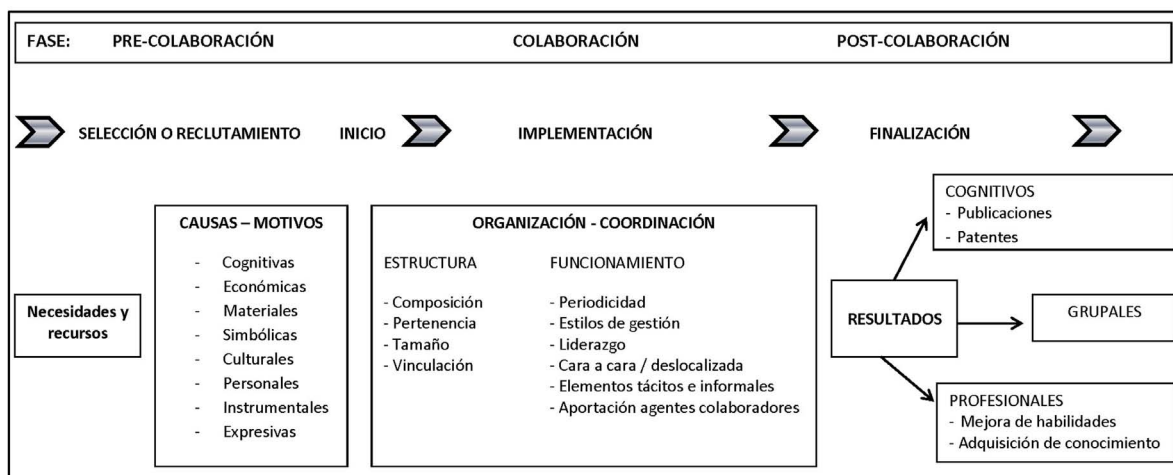 FASE: PRE-COLABORACIÓN COLABORACIÓN POST-COLABORACIÓN
SELECCIÓN O RECLUTAMIENTO INICIO IMPLEMENTACIÓN FINALIZACIÓN
Necesidades y
recursos
CAUSAS – MOTIVOS
- Cognitivas
- Económicas
- Materiales
- Simbólicas
- Culturales
- Personales
- Instrumentales
- Expresivas
ORGANIZACIÓN - COORDINACIÓN
ESTRUCTURA
- Composición
- Pertenencia
- Tamaño
- Vinculación
FUNCIONAMIENTO
- Periodicidad
- Estilos de gestión
- Liderazgo
- Cara a cara / deslocalizada
- Elementos tácitos e informales
- Aportación agentes colaboradores
RESULTADOS
COGNITIVOS
- Publicaciones
- Patentes
GRUPALES
PROFESIONALES
- Mejora de habilidades
- Adquisición de conocimiento